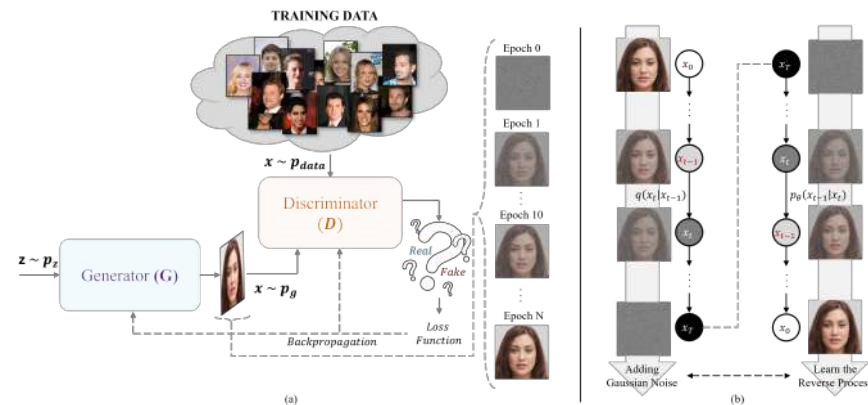 TRAINING DATA
x ~ p_data
Discriminator
(D)
Real
Fake
z ~ p_z
Generator (G)
x ~ p_g
Backpropagation
Loss
Function
Epoch 0
Epoch 1
Epoch 10
Epoch N
(a)
x_0
x_{t-1}
q(x_t|x_{t-1})
x_t
x_T
Adding
Gaussian Noise
x_T
x_t
p_θ(x_{t-1}|x_t)
x_{t-2}
x_0
Learn the
Reverse Proces
(b)